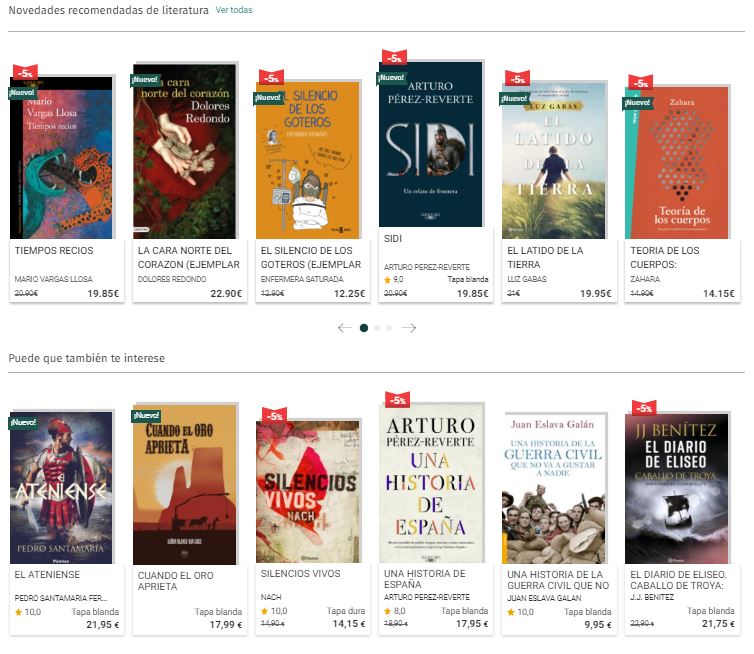 Novedades recomendadas de literatura Ver todas
-5%
¡Nuevo!
Mario
Vargas Llosa
Tiempos recios
TIEMPOS RECIOS
MARIO VARGAS LLOSA
20.90€ 19.85€
¡Nuevo!
La cara
norte del corazón
Dolores
Redondo
LA CARA NORTE DEL
CORAZON (EJEMPLAR
DOLORES REDONDO
22.90€
-5%
¡Nuevo!
EL SILENCIO
DE LOS
GOTEROS
EL SILENCIO DE LOS
GOTEROS (EJEMPLAR
ENFERMERA SATURADA
12.90€ 12.25€
-5%
¡Nuevo!
ARTURO
PÉREZ-REVERTE
SIDI
Un relato de frontera
SIDI
ARTURO PEREZ-REVERTE
9,0 Tapa blanda
20.90€ 19.85€
-5%
¡Nuevo!
LUZ GABÁS
EL
LATIDO
DE LA
TIERRA
EL LATIDO DE LA
TIERRA
LUZ GABAS
21€ 19.95€
-5%
¡Nuevo!
Zahara
Teoría de
los cuerpos
TEORIA DE LOS
CUERPOS:
ZAHARA
14.90€ 14.15€
Puede que también te interese
¡Nuevo!
EL
ATENIENSE
PEDRO SANTAMARÍA
EL ATENIENSE
PEDRO SANTAMARIA FER...
10,0 Tapa blanda
21,95 €
¡Nuevo!
CUANDO EL ORO
APRIETA
CUANDO EL ORO
APRIETA
Tapa blanda
17,99 €
-5%
SILENCIOS
VIVOS
NACH
SILENCIOS VIVOS
NACH
10,0 Tapa dura
14,90 € 14,15 €
-5%
ARTURO
PÉREZ-REVERTE
UNA
HISTORIA
DE
ESPAÑA
UNA HISTORIA DE
ESPAÑA
ARTURO PEREZ-REVERTE
8,0 Tapa blanda
18,90 € 17,95 €
Juan Eslava Galán
UNA HISTORIA DE LA
GUERRA CIVIL
QUE NO VA A GUSTAR
A NADIE
UNA HISTORIA DE LA
GUERRA CIVIL QUE NO
JUAN ESLAVA GALAN
10,0 Tapa blanda
9,95 €
-5%
JJ BENÍTEZ
EL DIARIO
DE ELISEO
CABALLO DE TROYA
EL DIARIO DE ELISEO.
CABALLO DE TROYA:
J.J. BENITEZ
Tapa blanda
22,90 € 21,75 €